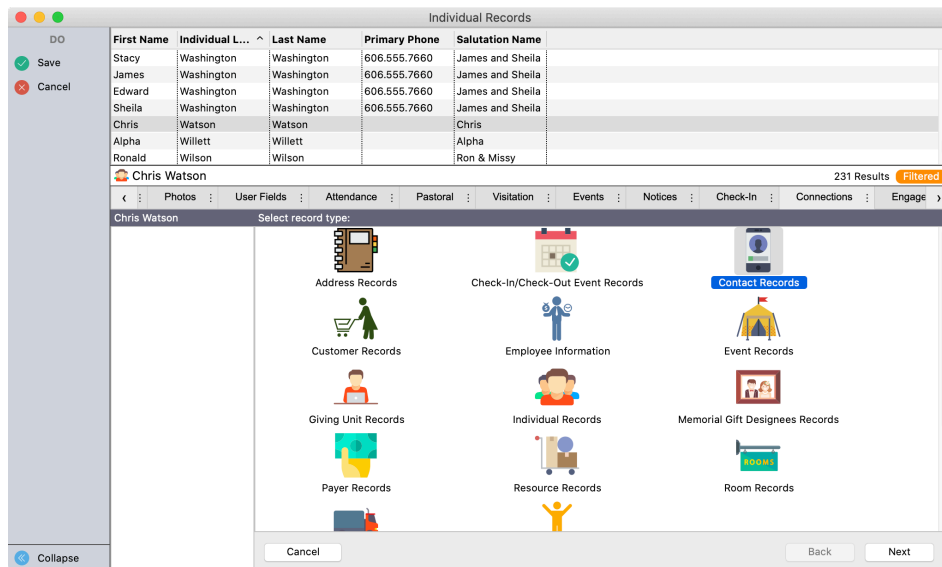 Individual Records
DO
Save
Cancel
First Name Individual L... Last Name Primary Phone Salutation Name
Stacy Washington Washington 606.555.7660 James and Sheila
James Washington Washington 606.555.7660 James and Sheila
Edward Washington Washington 606.555.7660 James and Sheila
Sheila Washington Washington 606.555.7660 James and Sheila
Chris Watson Watson Chris
Alpha Willett Willett Alpha
Ronald Wilson Wilson Ron & Missy
Chris Watson 231 Results Filtered
Photos User Fields Attendance Pastoral Visitation Events Notices Check-In Connections Engage
Chris Watson Select record type:
Address Records Check-In/Check-Out Event Records Contact Records
Customer Records Employee Information Event Records
Giving Unit Records Individual Records Memorial Gift Designees Records
ROOMS
Payer Records Resource Records Room Records
Cancel Back Next
Collapse